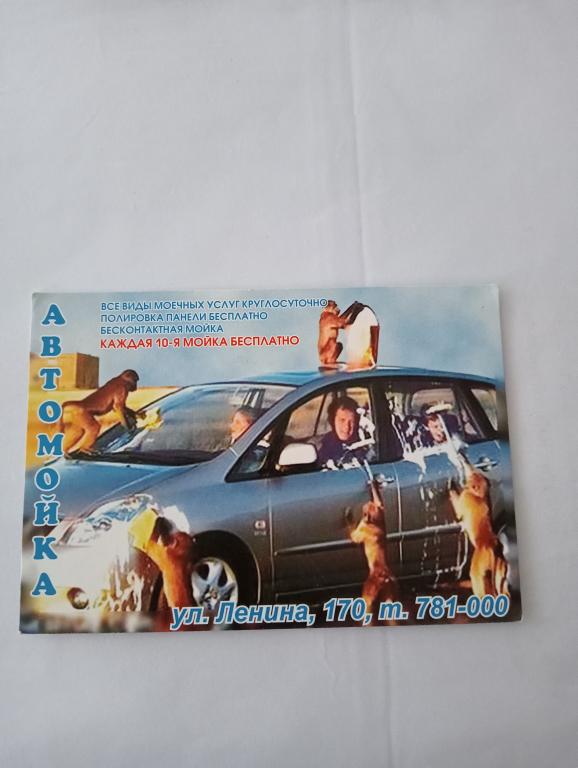 АВТОМОЙКА
ВСЕ ВИДЫ МОЕЧНЫХ УСЛУГ КРУГЛОСУТОЧНО
ПОЛИРОВКА ПАНЕЛИ БЕСПЛАТНО
БЕСКОНТАКТНАЯ МОЙКА
КАЖДАЯ 10-Я МОЙКА БЕСПЛАТНО
ул. Ленина, 170, т. 781-000